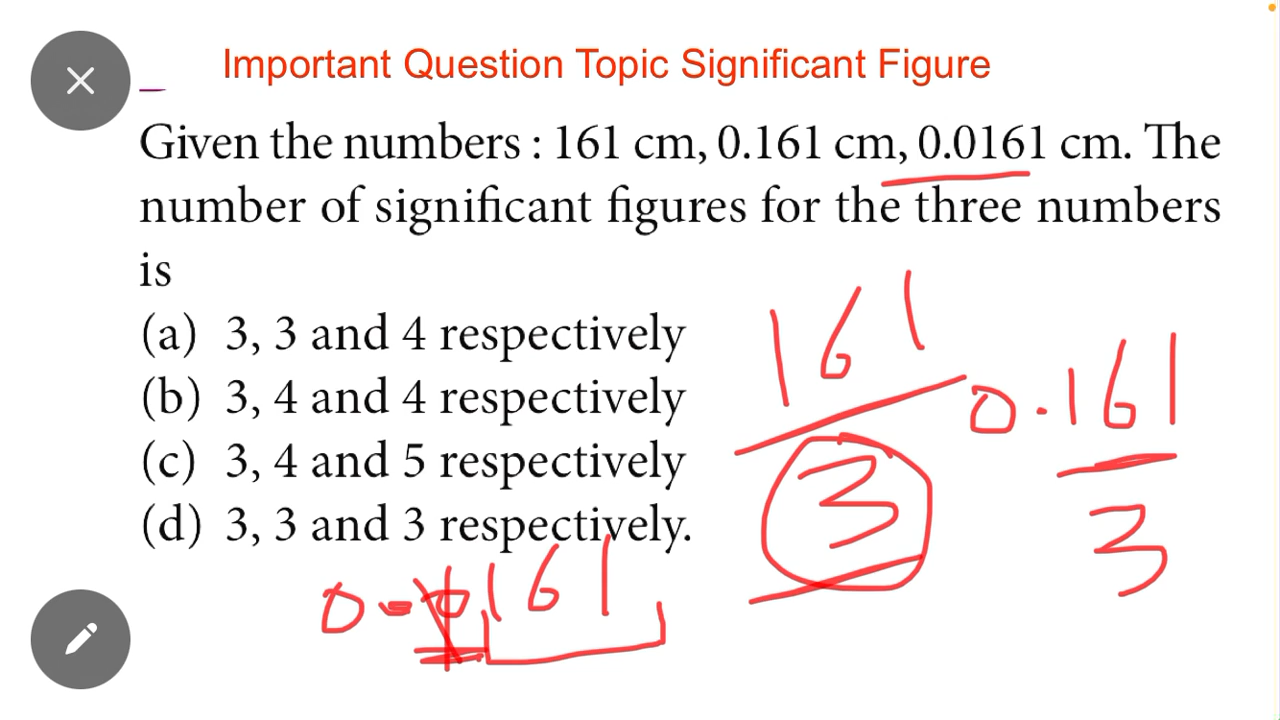 Important Question Topic Significant Figure
Given the numbers : 161 cm, 0.161 cm, 0.0161 cm. The
number of significant figures for the three numbers
is
(a) 3, 3 and 4 respectively
(b) 3, 4 and 4 respectively
(c) 3, 4 and 5 respectively
(d) 3, 3 and 3 respectively.
161
3
0.161
3
0.0161